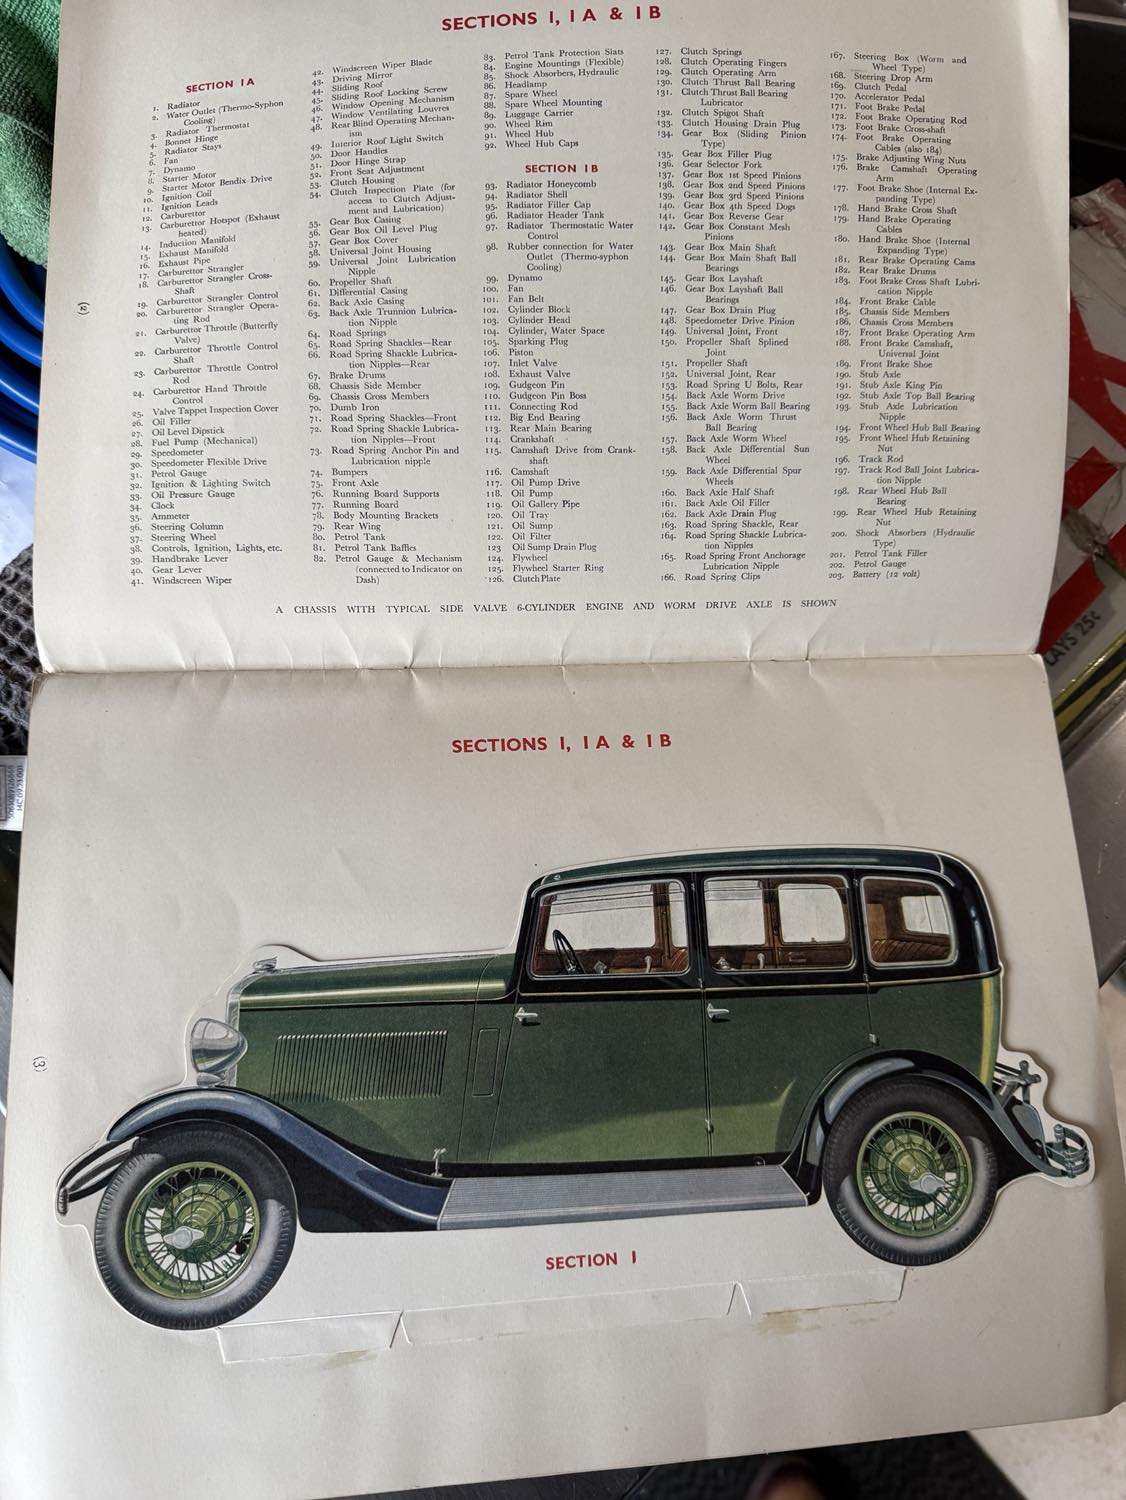 SECTIONS 1, 1A & 1B
SECTION 1A
1. Radiator
2. Water Outlet (Thermo-Syphon
Cooling)
3. Radiator Thermostat
4. Bonnet Hinge
5. Radiator Stays
6. Fan
7. Dynamo
8. Starter Motor
9. Starter Motor Bendix Drive
10. Ignition Coil
11. Ignition Leads
12. Carburettor
13. Carburettor Hotspot (Exhaust
heated)
14. Induction Manifold
15. Exhaust Manifold
16. Exhaust Pipe
17. Carburettor Strangler
18. Carburettor Strangler Cross-
Shaft
19. Carburettor Strangler Control
20. Carburettor Strangler Opera-
ting Rod
21. Carburettor Throttle (Butterfly
Valve)
22. Carburettor Throttle Control
Shaft
23. Carburettor Throttle Control
Rod
24. Carburettor Hand Throttle
Control
25. Valve Tappet Inspection Cover
26. Oil Filler
27. Oil Level Dipstick
28. Fuel Pump (Mechanical)
29. Speedometer
30. Speedometer Flexible Drive
31. Petrol Gauge
32. Ignition & Lighting Switch
33. Oil Pressure Gauge
34. Clock
35. Ammeter
36. Steering Column
37. Steering Wheel
38. Controls, Ignition, Lights, etc.
39. Handbrake Lever
40. Gear Lever
41. Windscreen Wiper
42. Windscreen Wiper Blade
43. Driving Mirror
44. Sliding Roof
45. Sliding Roof Locking Screw
46. Window Opening Mechanism
47. Window Ventilating Louvres
48. Rear Blind Operating Mechan-
ism
49. Interior Roof Light Switch
50. Door Handles
51. Door Hinge Strap
52. Front Seat Adjustment
53. Clutch Housing
54. Clutch Inspection Plate (for
access to Clutch Adjust-
ment and Lubrication)
55. Gear Box Casing
56. Gear Box Oil Level Plug
57. Gear Box Cover
58. Universal Joint Housing
59. Universal Joint Lubrication
Nipple
60. Propeller Shaft
61. Differential Casing
62. Back Axle Casing
63. Back Axle Trunnion Lubrica-
tion Nipple
64. Road Springs
65. Road Spring Shackles—Rear
66. Road Spring Shackle Lubrica-
tion Nipples—Rear
67. Brake Drums
68. Chassis Side Member
69. Chassis Cross Members
70. Dumb Iron
71. Road Spring Shackles—Front
72. Road Spring Shackle Lubrica-
tion Nipples—Front
73. Road Spring Anchor Pin and
Lubrication nipple
74. Bumpers
75. Front Axle
76. Running Board Supports
77. Running Board
78. Body Mounting Brackets
79. Rear Wing
80. Petrol Tank
81. Petrol Tank Baffles
82. Petrol Gauge & Mechanism
(connected to Indicator on
Dash)
83. Petrol Tank Protection Slats
84. Engine Mountings (Flexible)
85. Shock Absorbers, Hydraulic
86. Headlamp
87. Spare Wheel
88. Spare Wheel Mounting
89. Luggage Carrier
90. Wheel Rim
91. Wheel Hub
92. Wheel Hub Caps
SECTION 1B
93. Radiator Honeycomb
94. Radiator Shell
95. Radiator Filler Cap
96. Radiator Header Tank
97. Radiator Thermostatic Water
Control
98. Rubber connection for Water
Outlet (Thermo-syphon
Cooling)
99. Dynamo
100. Fan
101. Fan Belt
102. Cylinder Block
103. Cylinder Head
104. Cylinder, Water Space
105. Sparking Plug
106. Piston
107. Inlet Valve
108. Exhaust Valve
109. Gudgeon Pin
110. Gudgeon Pin Boss
111. Connecting Rod
112. Big End Bearing
113. Rear Main Bearing
114. Crankshaft
115. Camshaft Drive from Crank-
shaft
116. Camshaft
117. Oil Pump Drive
118. Oil Pump
119. Oil Gallery Pipe
120. Oil Tray
121. Oil Sump
122. Oil Filter
123 Oil Sump Drain Plug
124. Flywheel
125. Flywheel Starter Ring
126. Clutch Plate
127. Clutch Springs
128. Clutch Operating Fingers
129. Clutch Operating Arm
130. Clutch Thrust Ball Bearing
131. Clutch Thrust Ball Bearing
Lubricator
132. Clutch Spigot Shaft
133. Clutch Housing Drain Plug
134. Gear Box (Sliding Pinion
Type)
135. Gear Box Filler Plug
136. Gear Selector Fork
137. Gear Box 1st Speed Pinions
138. Gear Box 2nd Speed Pinions
139. Gear Box 3rd Speed Pinions
140. Gear Box 4th Speed Dogs
141. Gear Box Reverse Gear
142. Gear Box Constant Mesh
Pinions
143. Gear Box Main Shaft
144. Gear Box Main Shaft Ball
Bearings
145. Gear Box Layshaft
146. Gear Box Layshaft Ball
Bearings
147. Gear Box Drain Plug
148. Speedometer Drive Pinion
149. Universal Joint, Front
150. Propeller Shaft Splined
Joint
151. Propeller Shaft
152. Universal Joint, Rear
153. Road Spring U Bolts, Rear
154. Back Axle Worm Drive
155. Back Axle Worm Ball Bearing
156. Back Axle Worm Thrust
Ball Bearing
157. Back Axle Worm Wheel
158. Back Axle Differential Sun
Wheel
159. Back Axle Differential Spur
Wheels
160. Back Axle Half Shaft
161. Back Axle Oil Filler
162. Back Axle Drain Plug
163. Road Spring Shackle, Rear
164. Road Spring Shackle Lubrica-
tion Nipples
165. Road Spring Front Anchorage
Lubrication Nipple
166. Road Spring Clips
167. Steering Box (Worm and
Wheel Type)
168. Steering Drop Arm
169. Clutch Pedal
170. Accelerator Pedal
171. Foot Brake Pedal
172. Foot Brake Operating Rod
173. Foot Brake Cross-shaft
174. Foot Brake Operating
Cables (also 184)
175. Brake Adjusting Wing Nuts
176. Brake Camshaft Operating
Arm
177. Foot Brake Shoe (Internal Ex-
panding Type)
178. Hand Brake Cross Shaft
179. Hand Brake Operating
Cables
180. Hand Brake Shoe (Internal
Expanding Type)
181. Rear Brake Operating Cams
182. Rear Brake Drums
183. Foot Brake Cross Shaft Lubri-
cation Nipple
184. Front Brake Cable
185. Chassis Side Members
186. Chassis Cross Members
187. Front Brake Operating Arm
188. Front Brake Camshaft,
Universal Joint
189. Front Brake Shoe
190. Stub Axle
191. Stub Axle King Pin
192. Stub Axle Top Ball Bearing
193. Stub Axle Lubrication
Nipple
194. Front Wheel Hub Ball Bearing
195. Front Wheel Hub Retaining
Nut
196. Track Rod
197. Track Rod Ball Joint Lubrica-
tion Nipple
198. Rear Wheel Hub Ball
Bearing
199. Rear Wheel Hub Retaining
Nut
200. Shock Absorbers (Hydraulic
Type)
201. Petrol Tank Filler
202. Petrol Gauge
203. Battery (12 volt)
A CHASSIS WITH TYPICAL SIDE VALVE 6-CYLINDER ENGINE AND WORM DRIVE AXLE IS SHOWN
(2)
SECTIONS 1, 1A & 1B
SECTION 1
(3)
25¢